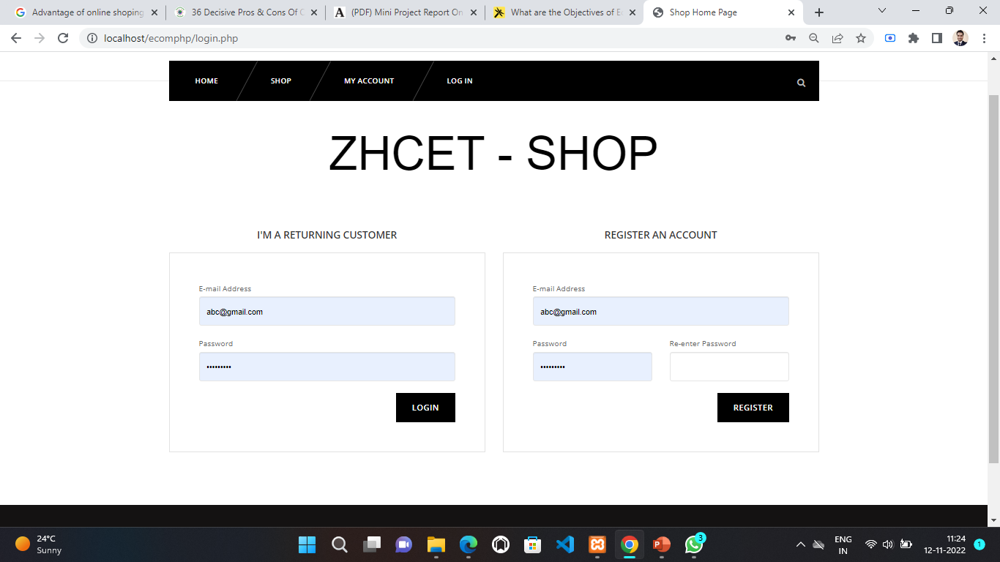 Advantage of online shoping
36 Decisive Pros & Cons Of
(PDF) Mini Project Report On
What are the Objectives of E
Shop Home Page
localhost/ecomphp/login.php
HOME
SHOP
MY ACCOUNT
LOG IN
ZHCET - SHOP
I'M A RETURNING CUSTOMER
REGISTER AN ACCOUNT
E-mail Address
abc@gmail.com
Password
•••••••••
LOGIN
E-mail Address
abc@gmail.com
Password
Re-enter Password
•••••••••
REGISTER
24°C
Sunny
3
ENG
IN
11:24
12-11-2022
1